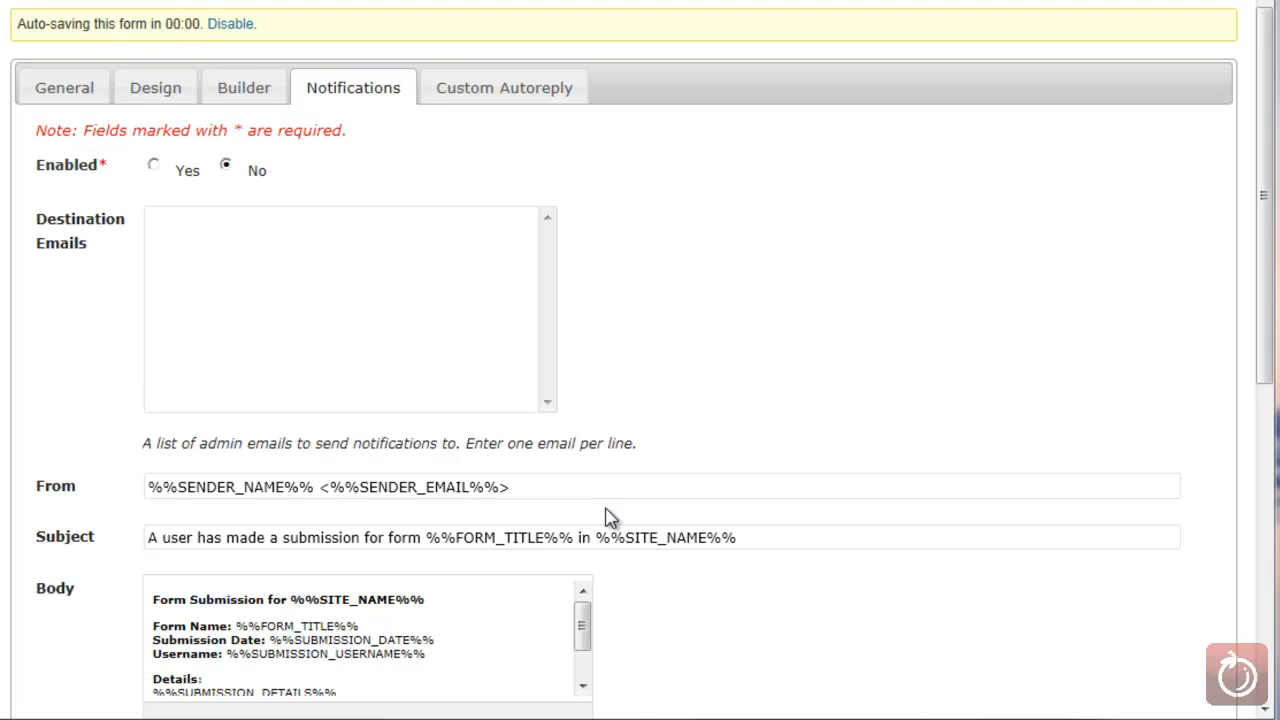 Auto-saving this form in 00:00. Disable.
General Design Builder Notifications Custom Autoreply
Note: Fields marked with * are required.
Enabled* Yes No
Destination
Emails
A list of admin emails to send notifications to. Enter one email per line.
From %%SENDER_NAME%% <%%SENDER_EMAIL%%>
Subject A user has made a submission for form %%FORM_TITLE%% in %%SITE_NAME%%
Body
Form Submission for %%SITE_NAME%%
Form Name: %%FORM_TITLE%%
Submission Date: %%SUBMISSION_DATE%%
Username: %%SUBMISSION_USERNAME%%
Details:
%%SUBMISSION_DETAILS%%